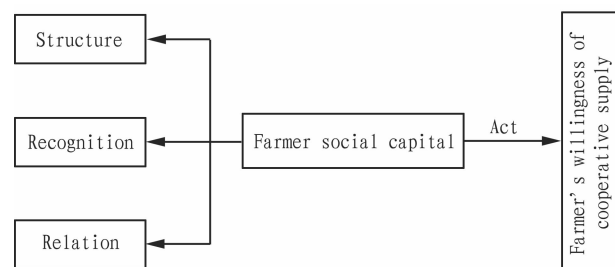 Structure
Recognition
Relation
Farmer social capital
Act
Farmer's willingness of
cooperative supply